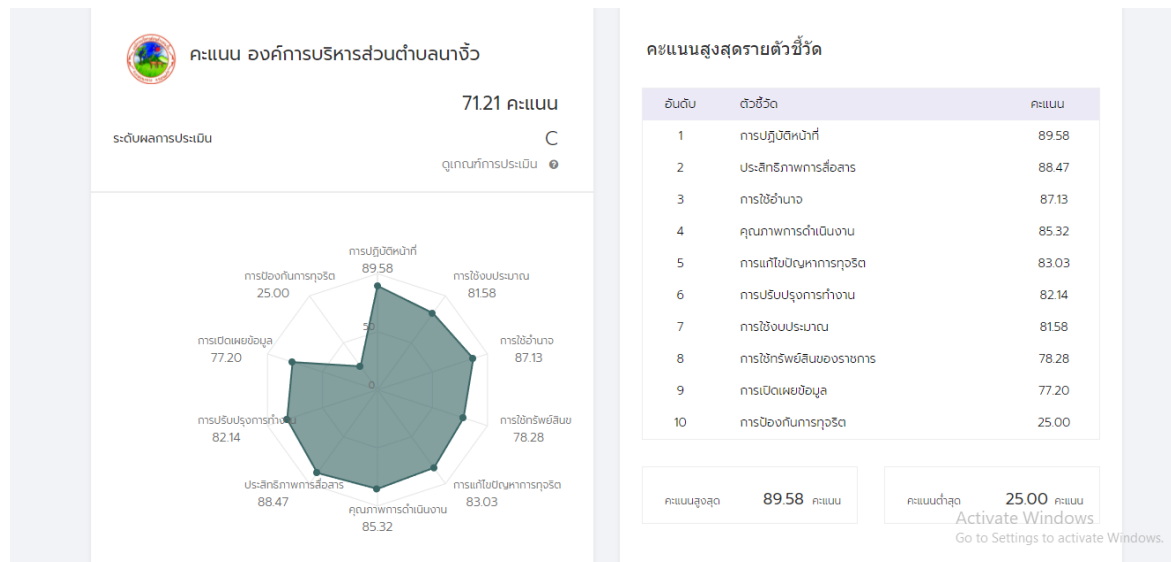 คะแนน องค์การบริหารส่วนตำบลนางิ้ว
71.21 คะแนน
ระดับผลการประเมิน C
ดูเกณฑ์การประเมิน
การปฏิบัติหน้าที่
89.58
การป้องกันการทุจริต
25.00
การใช้งบประมาณ
81.58
50
การเปิดเผยข้อมูล
77.20
การใช้อำนาจ
87.13
0
การปรับปรุงการทำงาน
82.14
การใช้ทรัพย์สินข
78.28
ประสิทธิภาพการสื่อสาร
88.47
การแก้ไขปัญหาการทุจริต
83.03
คุณภาพการดำเนินงาน
85.32
คะแนนสูงสุดรายตัวชี้วัด
อันดับ ตัวชี้วัด คะแนน
1 การปฏิบัติหน้าที่ 89.58
2 ประสิทธิภาพการสื่อสาร 88.47
3 การใช้อำนาจ 87.13
4 คุณภาพการดำเนินงาน 85.32
5 การแก้ไขปัญหาการทุจริต 83.03
6 การปรับปรุงการทำงาน 82.14
7 การใช้งบประมาณ 81.58
8 การใช้ทรัพย์สินของราชการ 78.28
9 การเปิดเผยข้อมูล 77.20
10 การป้องกันการทุจริต 25.00
คะแนนสูงสุด 89.58 คะแนน
คะแนนต่ำสุด 25.00 คะแนน
Activate Windows
Go to Settings to activate Windows.